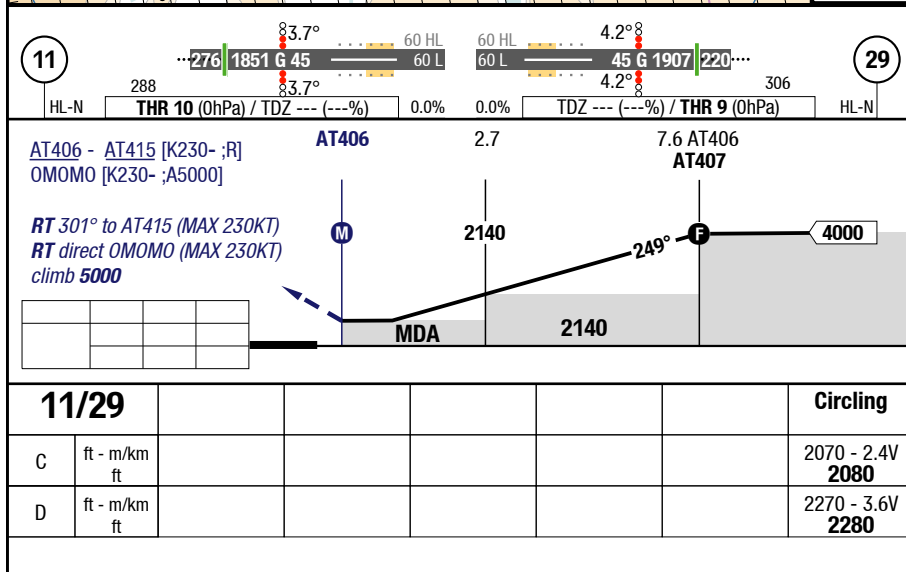 11
3.7°
276 1851 G 45
60 HL
60 L
288
3.7°
HL-N
THR 10 (0hPa) / TDZ --- (---%)
0.0%
60 HL
60 L
4.2°
45 G 1907 220
4.2°
306
29
0.0%
TDZ --- (---%) / THR 9 (0hPa)
HL-N
AT406 - AT415 [K230- ;R]
OMOMO [K230- ;A5000]
RT 301° to AT415 (MAX 230KT)
RT direct OMOMO (MAX 230KT)
climb 5000
AT406
2.7
7.6 AT406
AT407
M
2140
249°
F
4000
MDA
2140
11/29
Circling
C
ft - m/km
ft
2070 - 2.4V
2080
D
ft - m/km
ft
2270 - 3.6V
2280